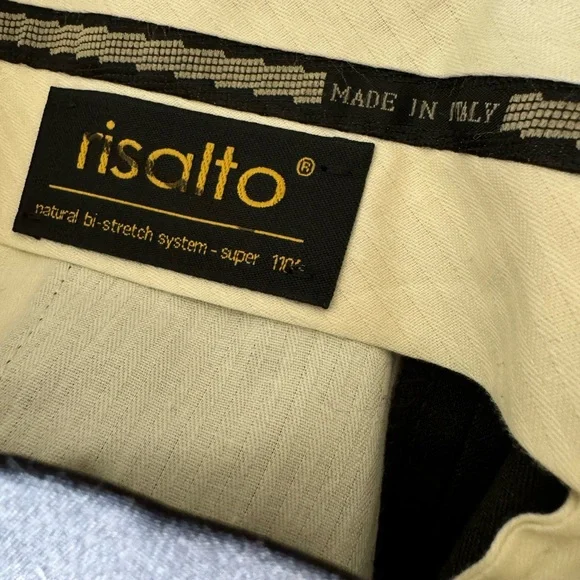 MADE IN ITALY
risalto®
natural bi-stretch system - super 110's